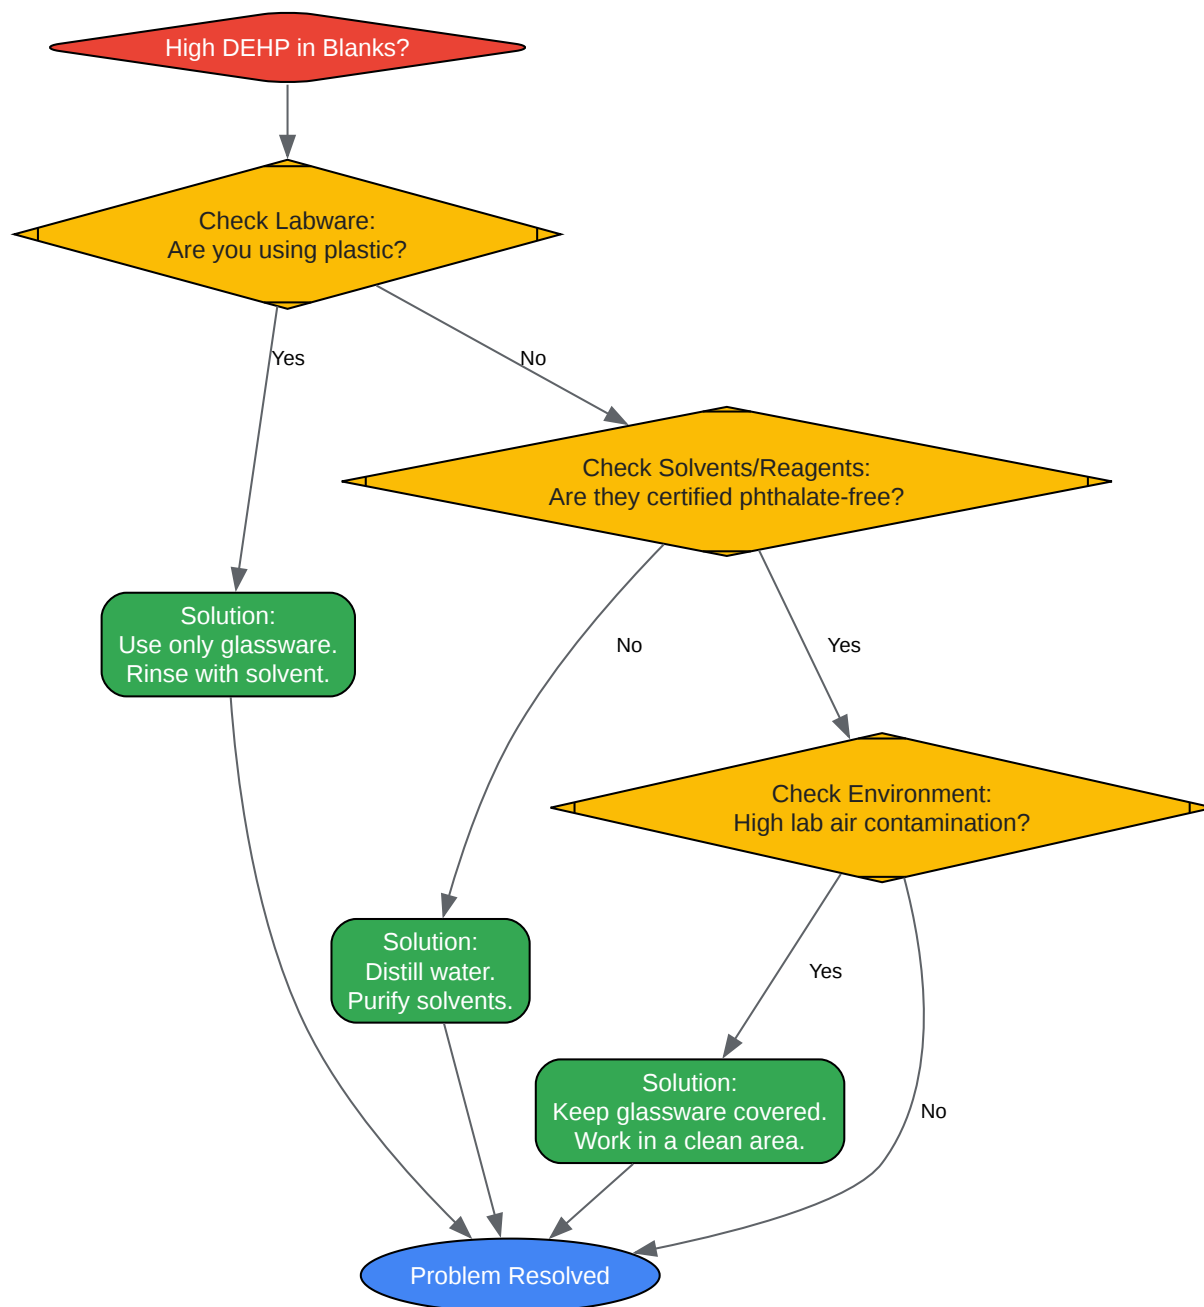 High DEHP in Blanks?
Check Labware:
Are you using plastic?
Yes
No
Check Solvents/Reagents:
Are they certified phthalate-free?
Solution:
Use only glassware.
Rinse with solvent.
No
Yes
Check Environment:
High lab air contamination?
Solution:
Distill water.
Purify solvents.
Yes
Solution:
Keep glassware covered.
Work in a clean area.
No
Problem Resolved